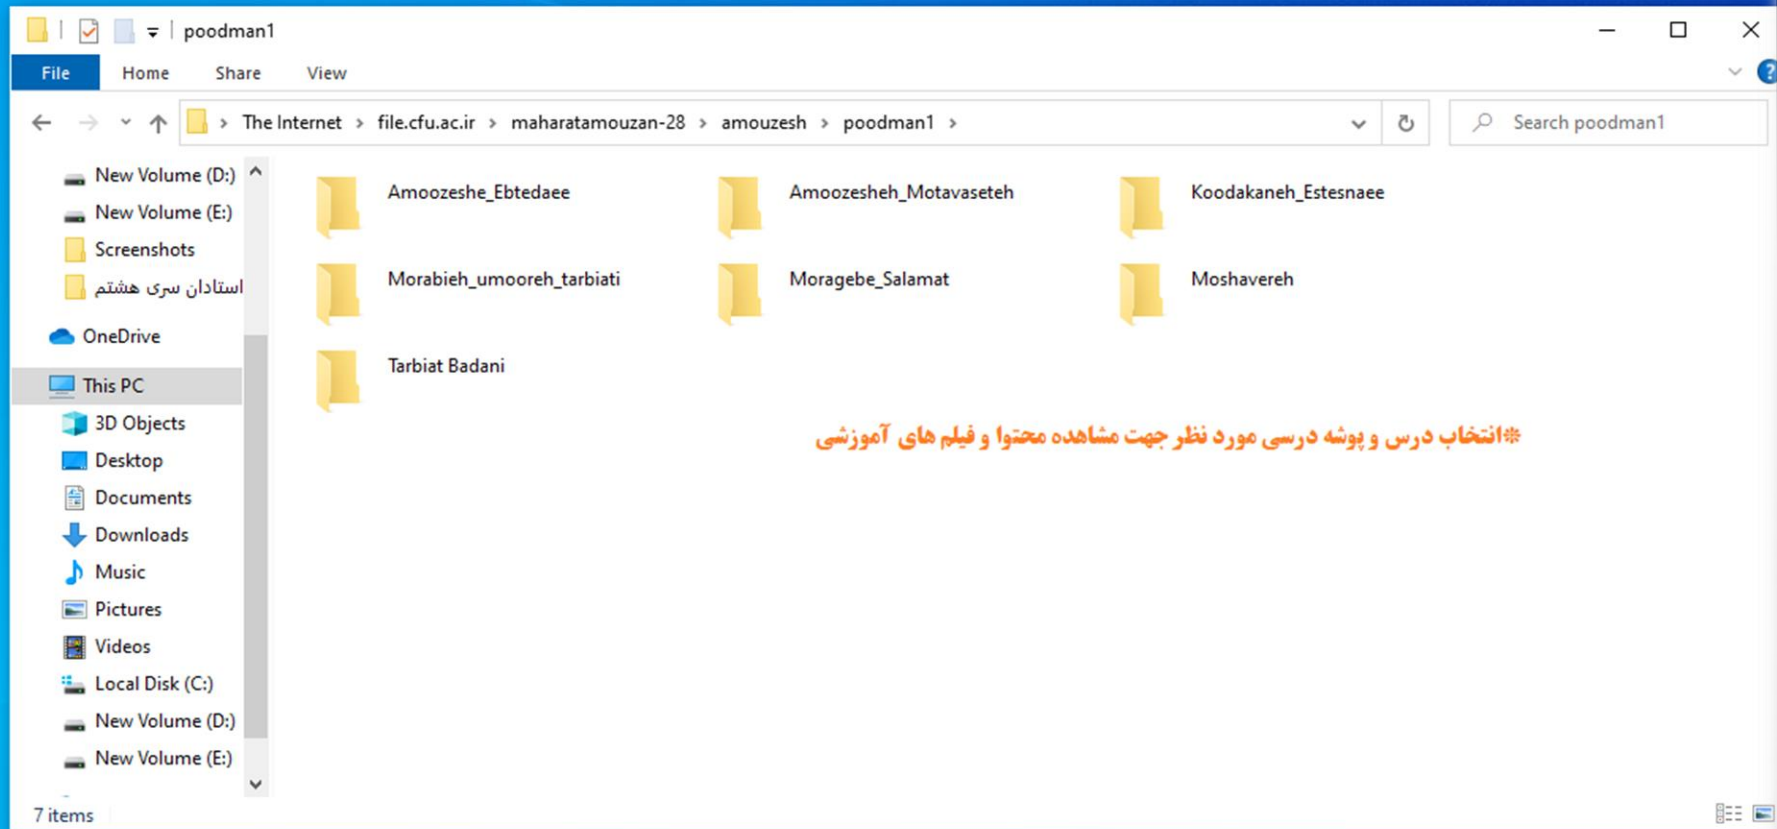 poodman1
File Home Share View
The Internet > file.cfu.ac.ir > maharatamouzan-28 > amouzesh > poodman1 >
Search poodman1
New Volume (D:)
New Volume (E:)
Screenshots
استادان سری هشتم
OneDrive
This PC
3D Objects
Desktop
Documents
Downloads
Music
Pictures
Videos
Local Disk (C:)
New Volume (D:)
New Volume (E:)
Amoozeshe_Ebtedaee
Amoozesheh_Motavaseteh
Koodakaneh_Estesnaee
Morabieh_umooreh_tarbiati
Moragebe_Salamat
Moshavereh
Tarbiat Badani
*انتخاب درس و پوشه درسی مورد نظر جهت مشاهده محتوا و فیلم های آموزشی
7 items